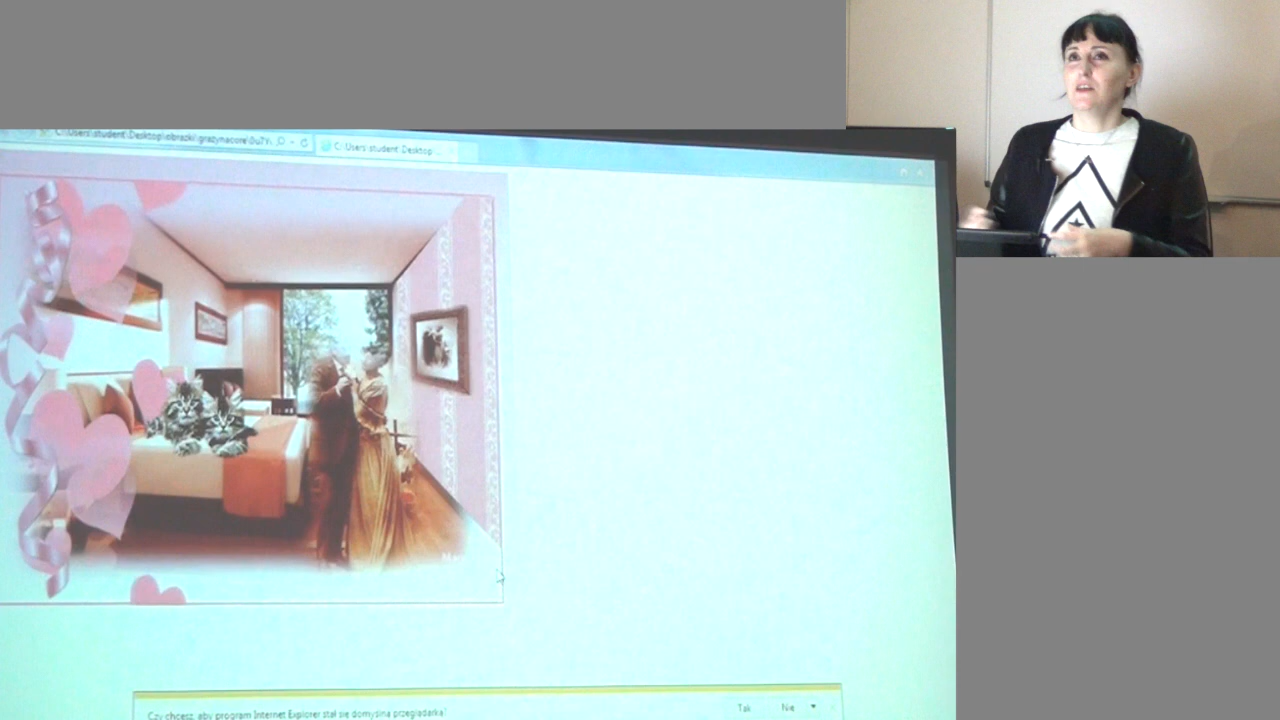 C:\Users\student\Desktop\obrazki\grazynacore\0u7Y\
C:\Users\student\Desktop\...
Czy chcesz, aby program Internet Explorer stał się domyślną przeglądarką?
Tak
Nie